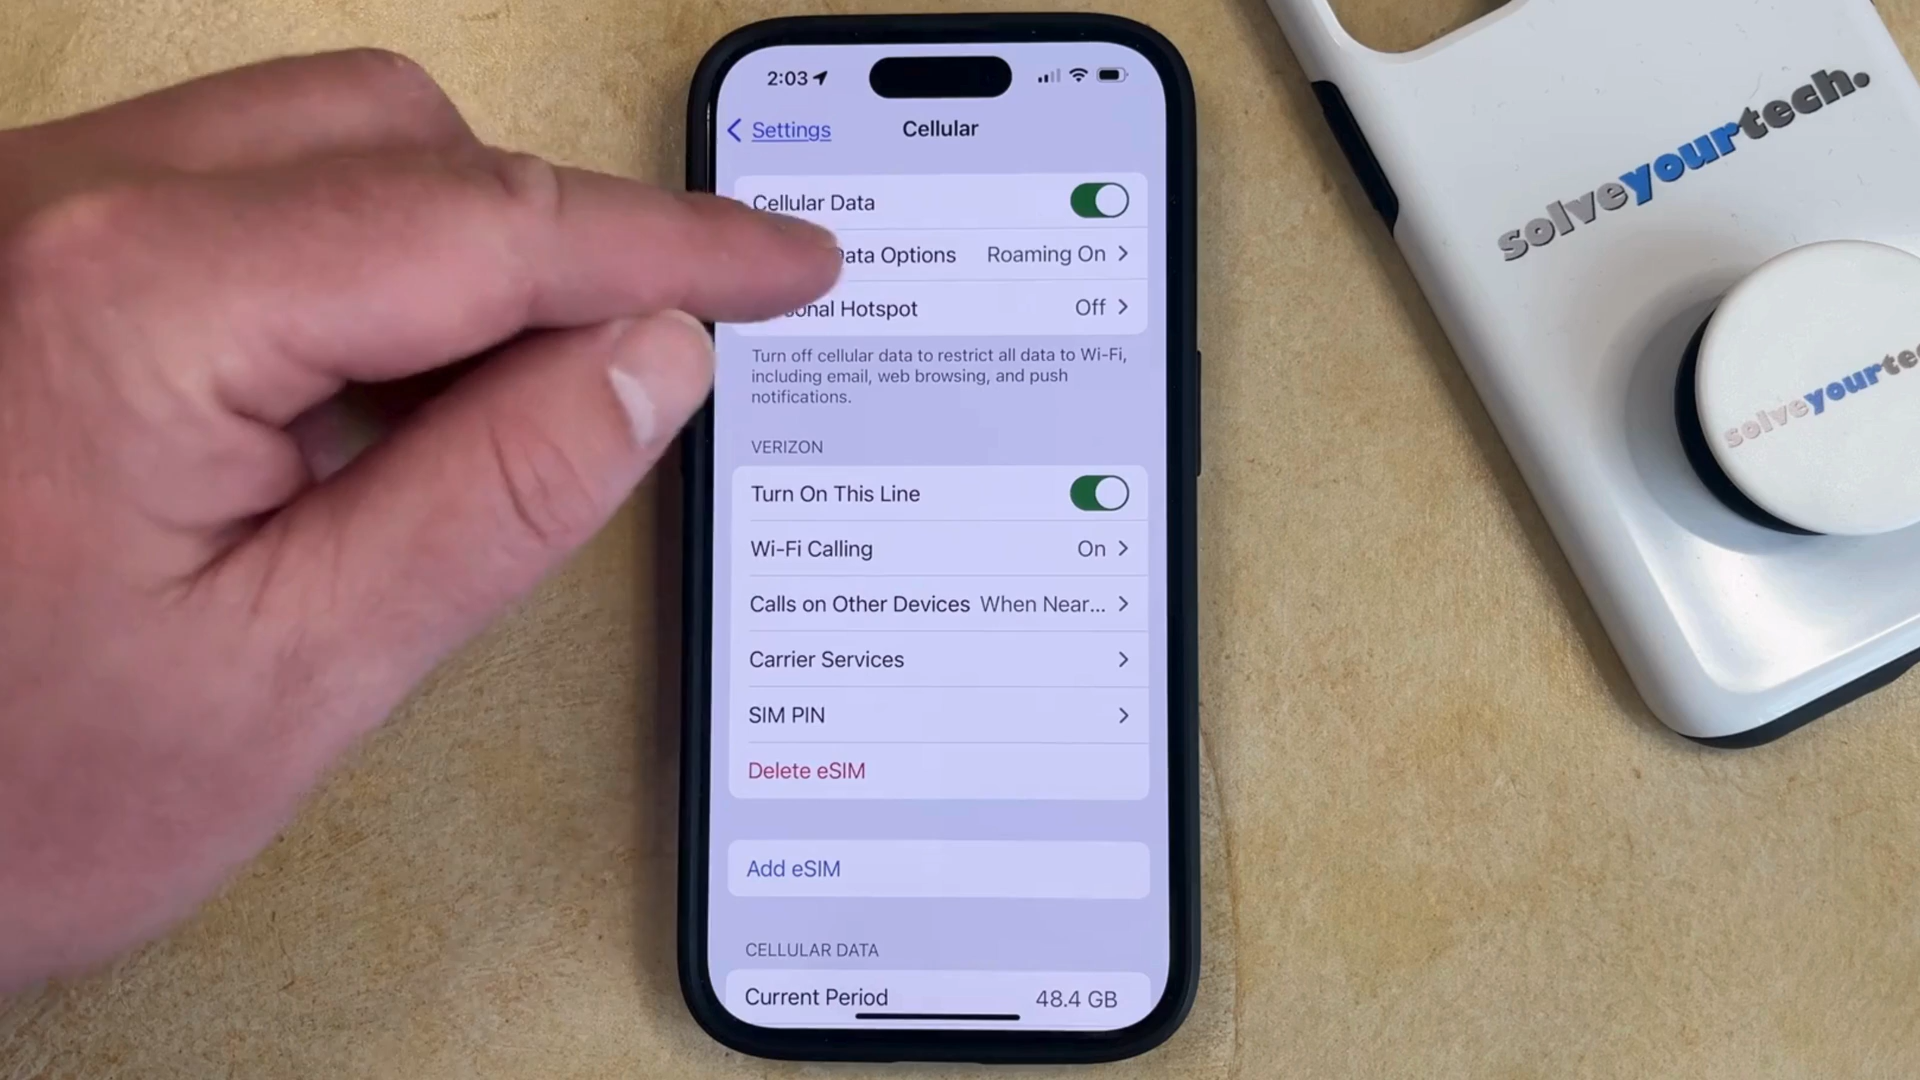 2:03
Settings
Cellular
Cellular Data
Data Options Roaming On
Hotspot Off
Turn off cellular data to restrict all data to Wi-Fi,
including email, web browsing, and push
notifications.
VERIZON
Turn On This Line
Wi-Fi Calling On
Calls on Other Devices When Near...
Carrier Services
SIM PIN
Delete eSIM
Add eSIM
CELLULAR DATA
Current Period 48.4 GB
solveyourtech.
solveyourte